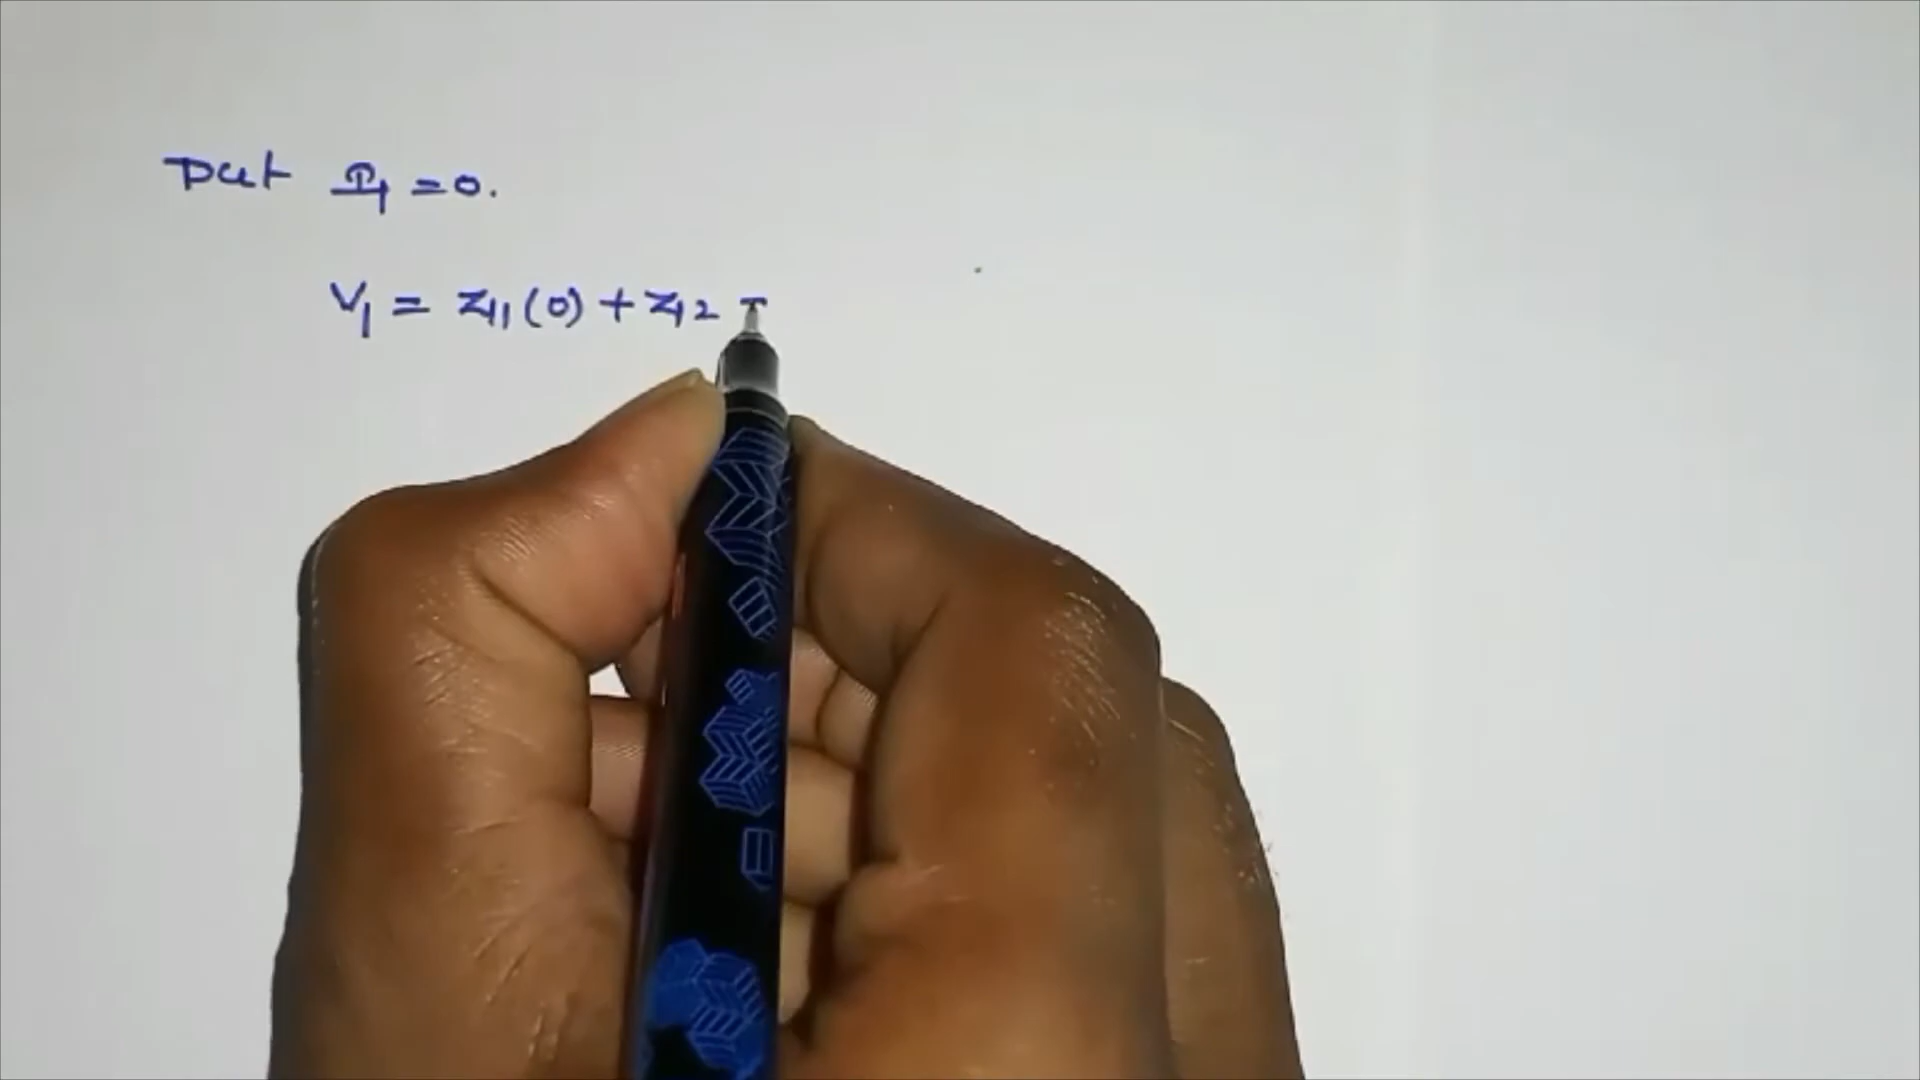 Put I1 = 0.
V1 = Z11 (0) + Z12 I